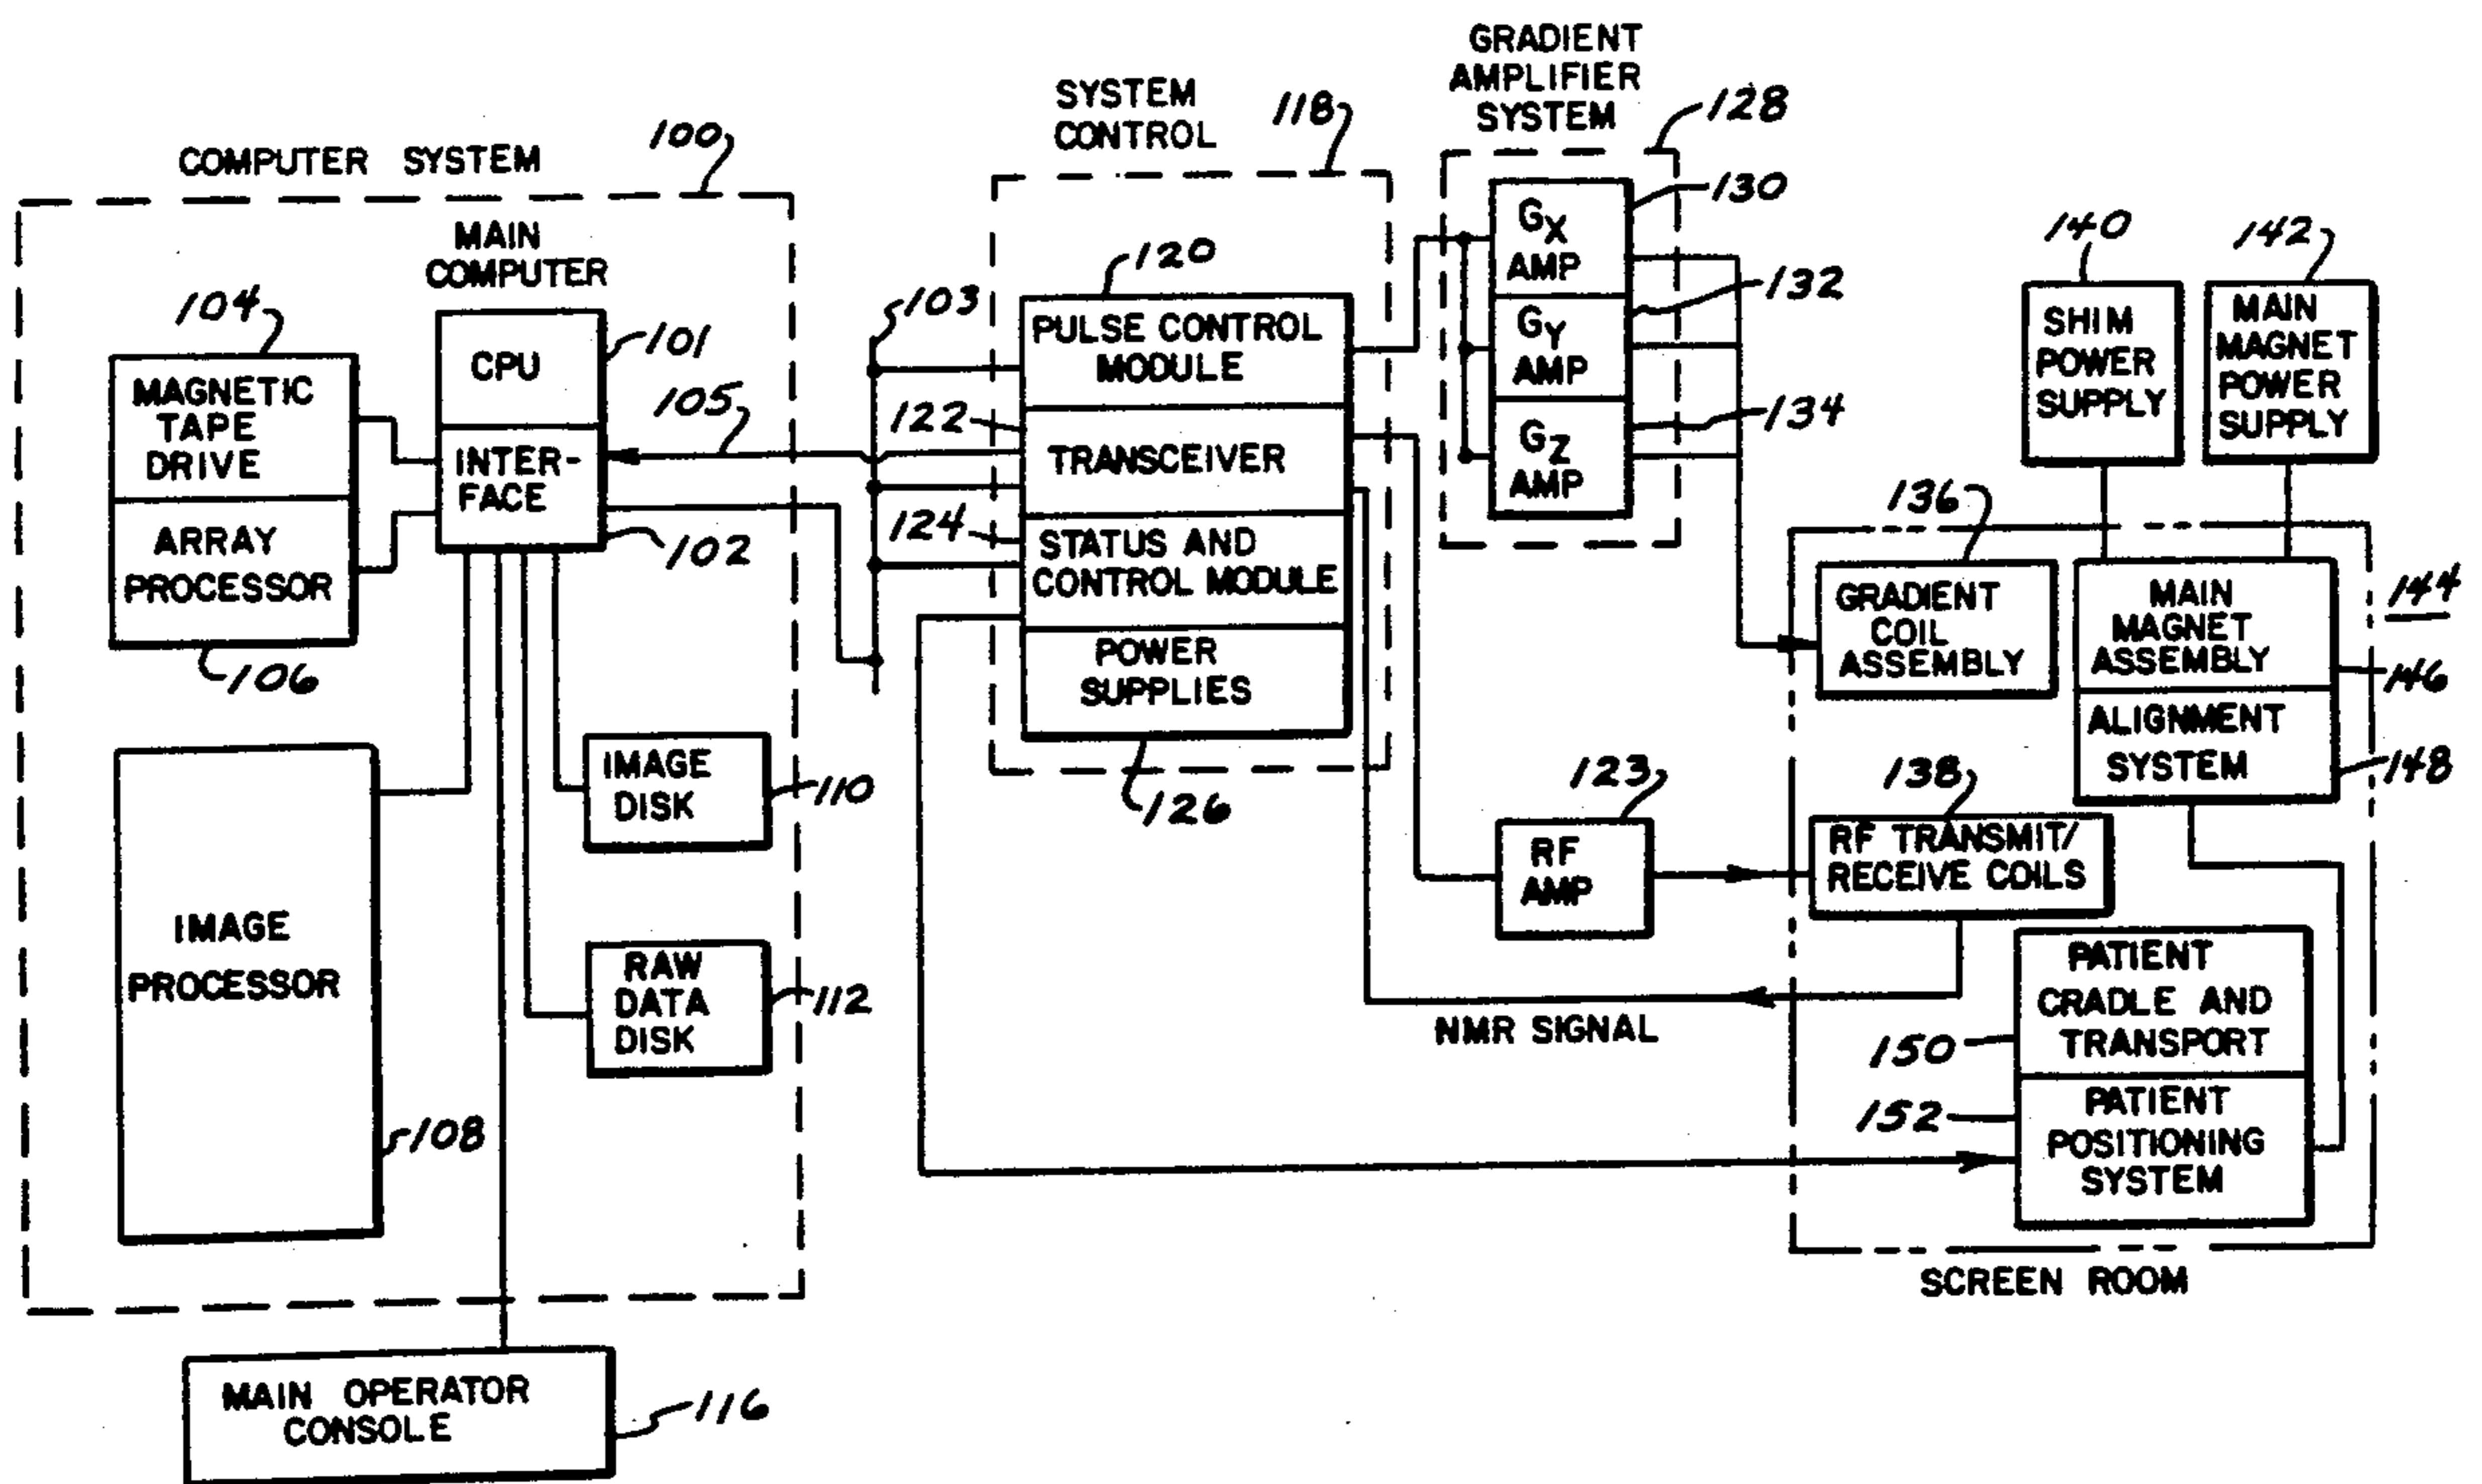 GRADIENT
AMPLIFIER
SYSTEM
128
SYSTEM
CONTROL
118
COMPUTER SYSTEM
100
MAIN
COMPUTER
104
MAGNETIC
TAPE
DRIVE
ARRAY
PROCESSOR
106
CPU
101
INTER-
FACE
102
105
103
IMAGE
PROCESSOR
108
IMAGE
DISK
110
RAW
DATA
DISK
112
MAIN OPERATOR
CONSOLE
116
120
PULSE CONTROL
MODULE
122
TRANSCEIVER
124
STATUS AND
CONTROL MODULE
POWER
SUPPLIES
126
GX
AMP
130
GY
AMP
132
GZ
AMP
134
140
SHIM
POWER
SUPPLY
142
MAIN
MAGNET
POWER
SUPPLY
136
GRADIENT
COIL
ASSEMBLY
MAIN
MAGNET
ASSEMBLY
144
146
ALIGNMENT
SYSTEM
148
123
RF
AMP
138
RF TRANSMIT/
RECEIVE COILS
NMR SIGNAL
PATIENT
CRADLE AND
TRANSPORT
150
PATIENT
POSITIONING
SYSTEM
152
SCREEN ROOM